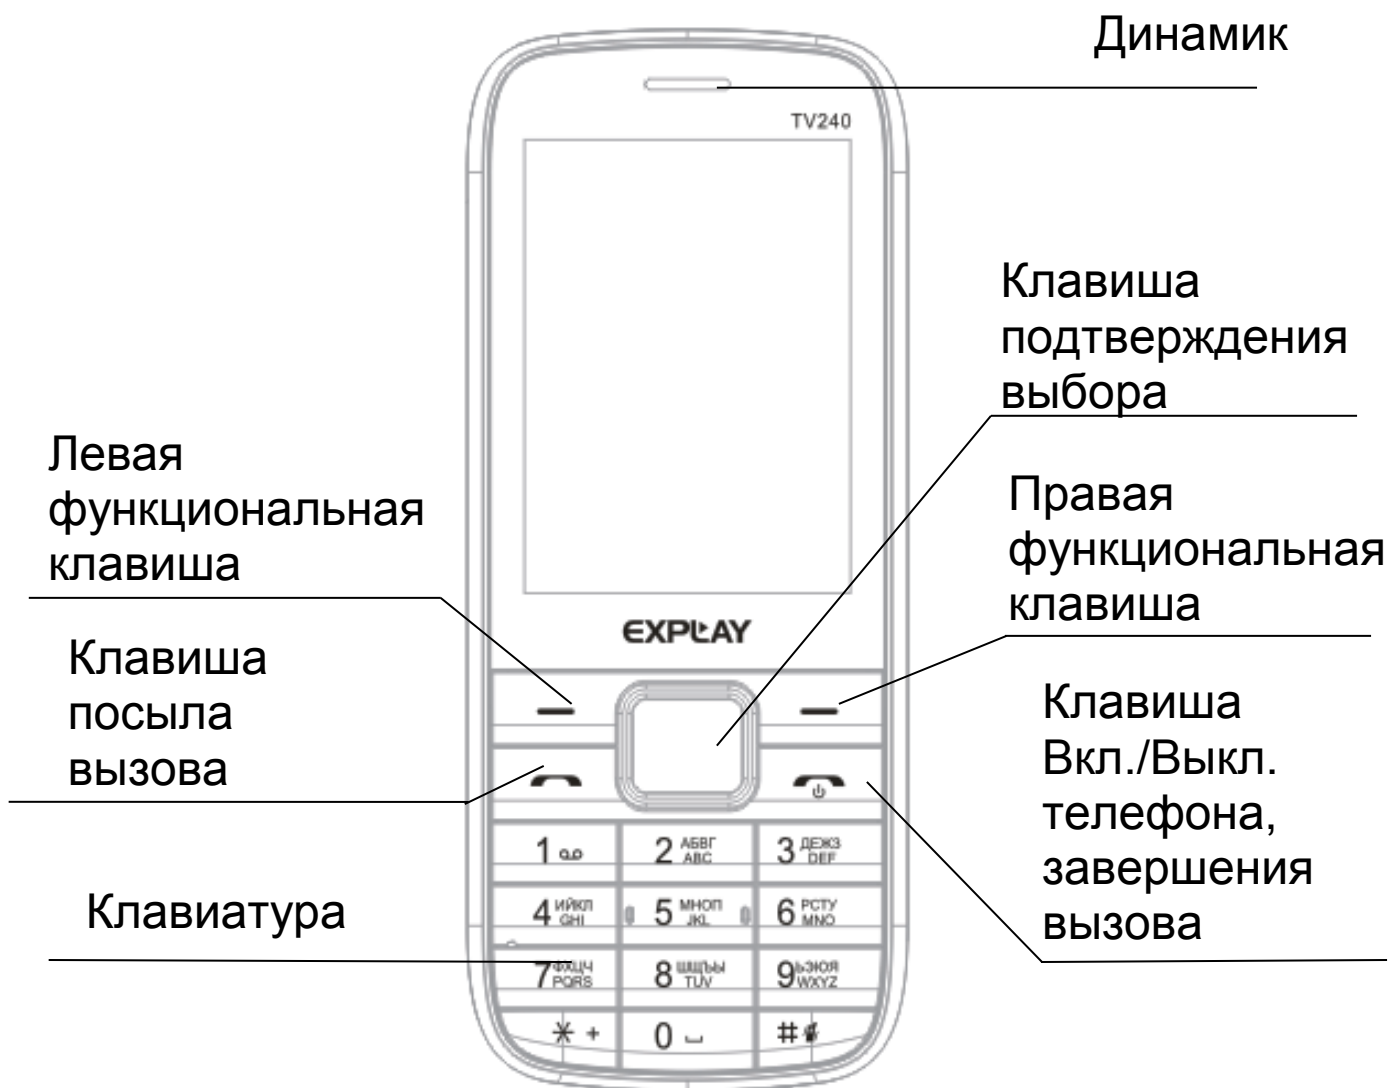 Динамик
TV240
Клавиша
подтверждения
выбора
Левая
функциональная
клавиша
Правая
функциональная
клавиша
EXPLAY
Клавиша
посыла
вызова
Клавиша
Вкл./Выкл.
телефона,
завершения
вызова
1
2 АБВГ
ABC
3 ДЕЖЗ
DEF
Клавиатура
4 ИЙКЛ
GHI
5 МНОП
JKL
6 РСТУ
MNO
7 ФХЦЧ
PQRS
8 ШЩЪЫ
TUV
9 ЬЭЮЯ
WXYZ
* +
0
#